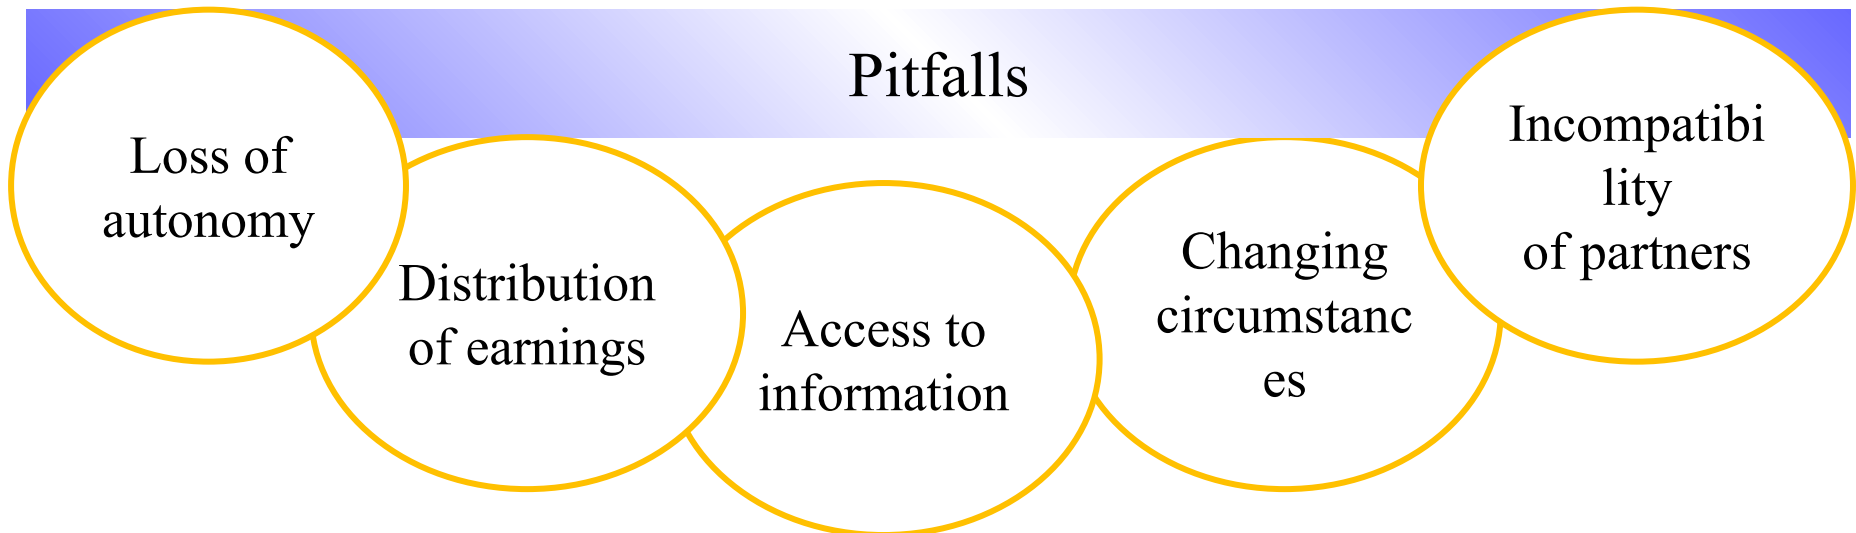 Pitfalls
Loss of
autonomy
Distribution
of earnings
Access to
information
Changing
circumstanc
es
Incompatibi
lity
of partners